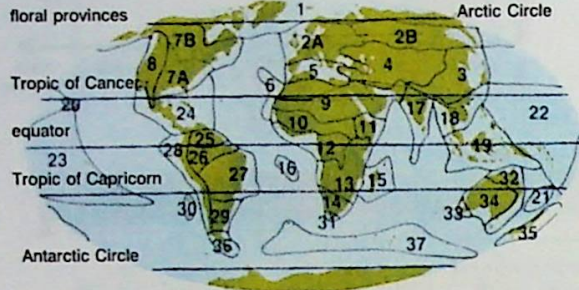 floral provinces 1 Arctic Circle
7B 2A 2B
8 7A 5 4 3
Tropic of Cancer 6 9 17
20 24 10 11 18 22
equator 25 12 19
23 28 26 16
Tropic of Capricorn 27 13 15 32
30 29 14 33 34 21
31 35
36 37
Antarctic Circle